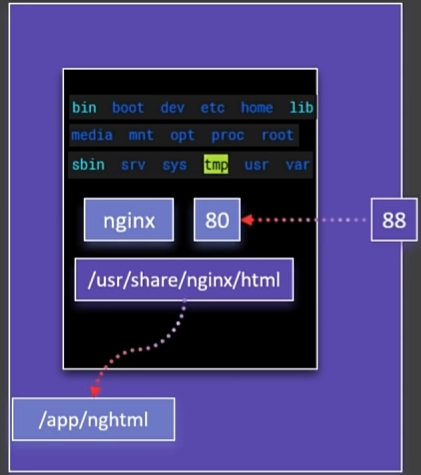 bin boot dev etc home lib
media mnt opt proc root
sbin srv sys tmp usr var
nginx 80 88
/usr/share/nginx/html
/app/nghtml